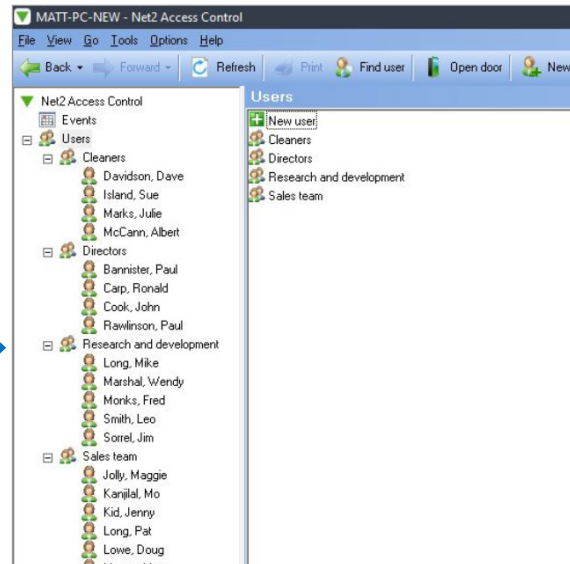 MATT-PC-NEW - Net2 Access Control
File View Go Tools Options Help
Back Forward Refresh Print Find user Open door New
Net2 Access Control
Events
Users
Cleaners
Davidson, Dave
Island, Sue
Marks, Julie
McCann, Albert
Directors
Bannister, Paul
Carp, Ronald
Cook, John
Rawlinson, Paul
Research and development
Long, Mike
Marshal, Wendy
Monks, Fred
Smith, Leo
Sorrel, Jim
Sales team
Jolly, Maggie
Kanjilal, Mo
Kid, Jenny
Long, Pat
Lowe, Doug
Users
New user
Cleaners
Directors
Research and development
Sales team